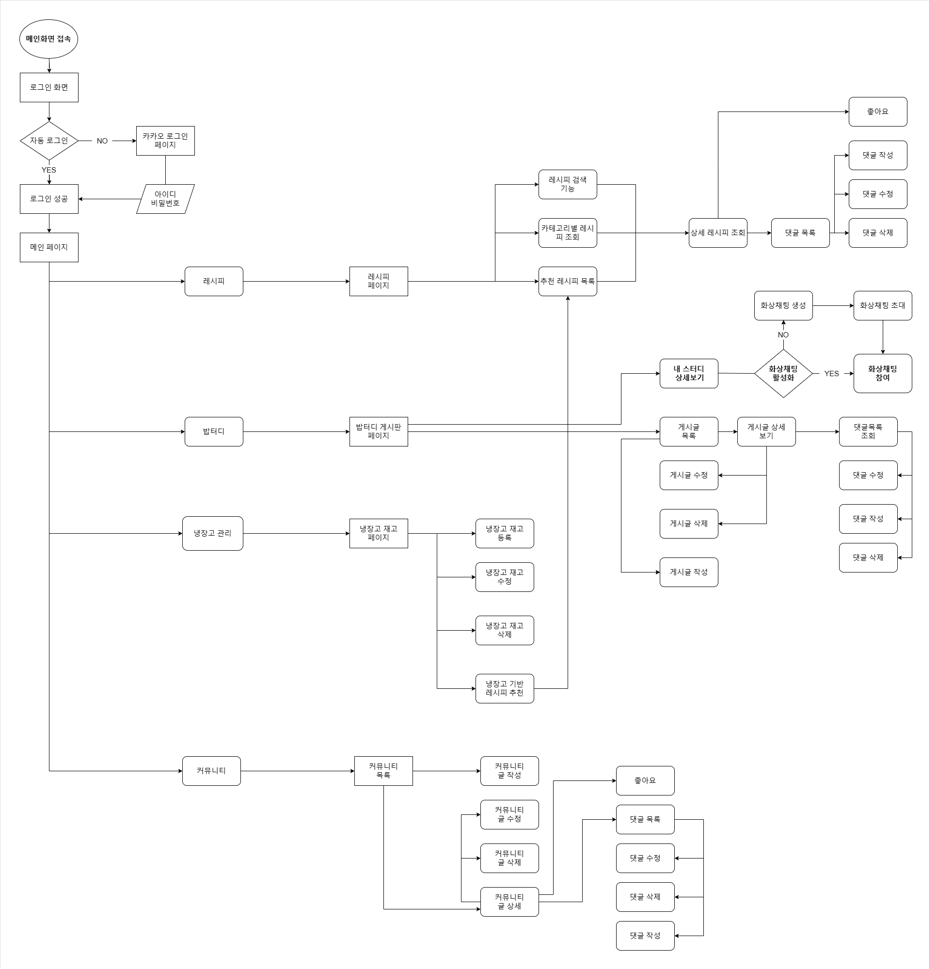 메인화면 접속
로그인 화면
자동 로그인
NO
카카오 로그인
페이지
YES
아이디
비밀번호
로그인 성공
메인 페이지
레시피
레시피
페이지
레시피 검색
기능
카테고리별 레시
피 조회
추천 레시피 목록
상세 레시피 조회
댓글 목록
좋아요
댓글 작성
댓글 수정
댓글 삭제
밥터디
밥터디 게시판
페이지
내 스터디
상세보기
화상채팅
활성화
NO
YES
화상채팅 생성
화상채팅 초대
화상채팅
참여
게시글
목록
게시글 상세
보기
댓글목록
조회
게시글 수정
게시글 삭제
게시글 작성
댓글 수정
댓글 작성
댓글 삭제
냉장고 관리
냉장고 재고
페이지
냉장고 재고
등록
냉장고 재고
수정
냉장고 재고
삭제
냉장고 기반
레시피 추천
커뮤니티
커뮤니티
목록
커뮤니티
글 작성
커뮤니티
글 수정
커뮤니티
글 삭제
커뮤니티
글 상세
좋아요
댓글 목록
댓글 수정
댓글 삭제
댓글 작성